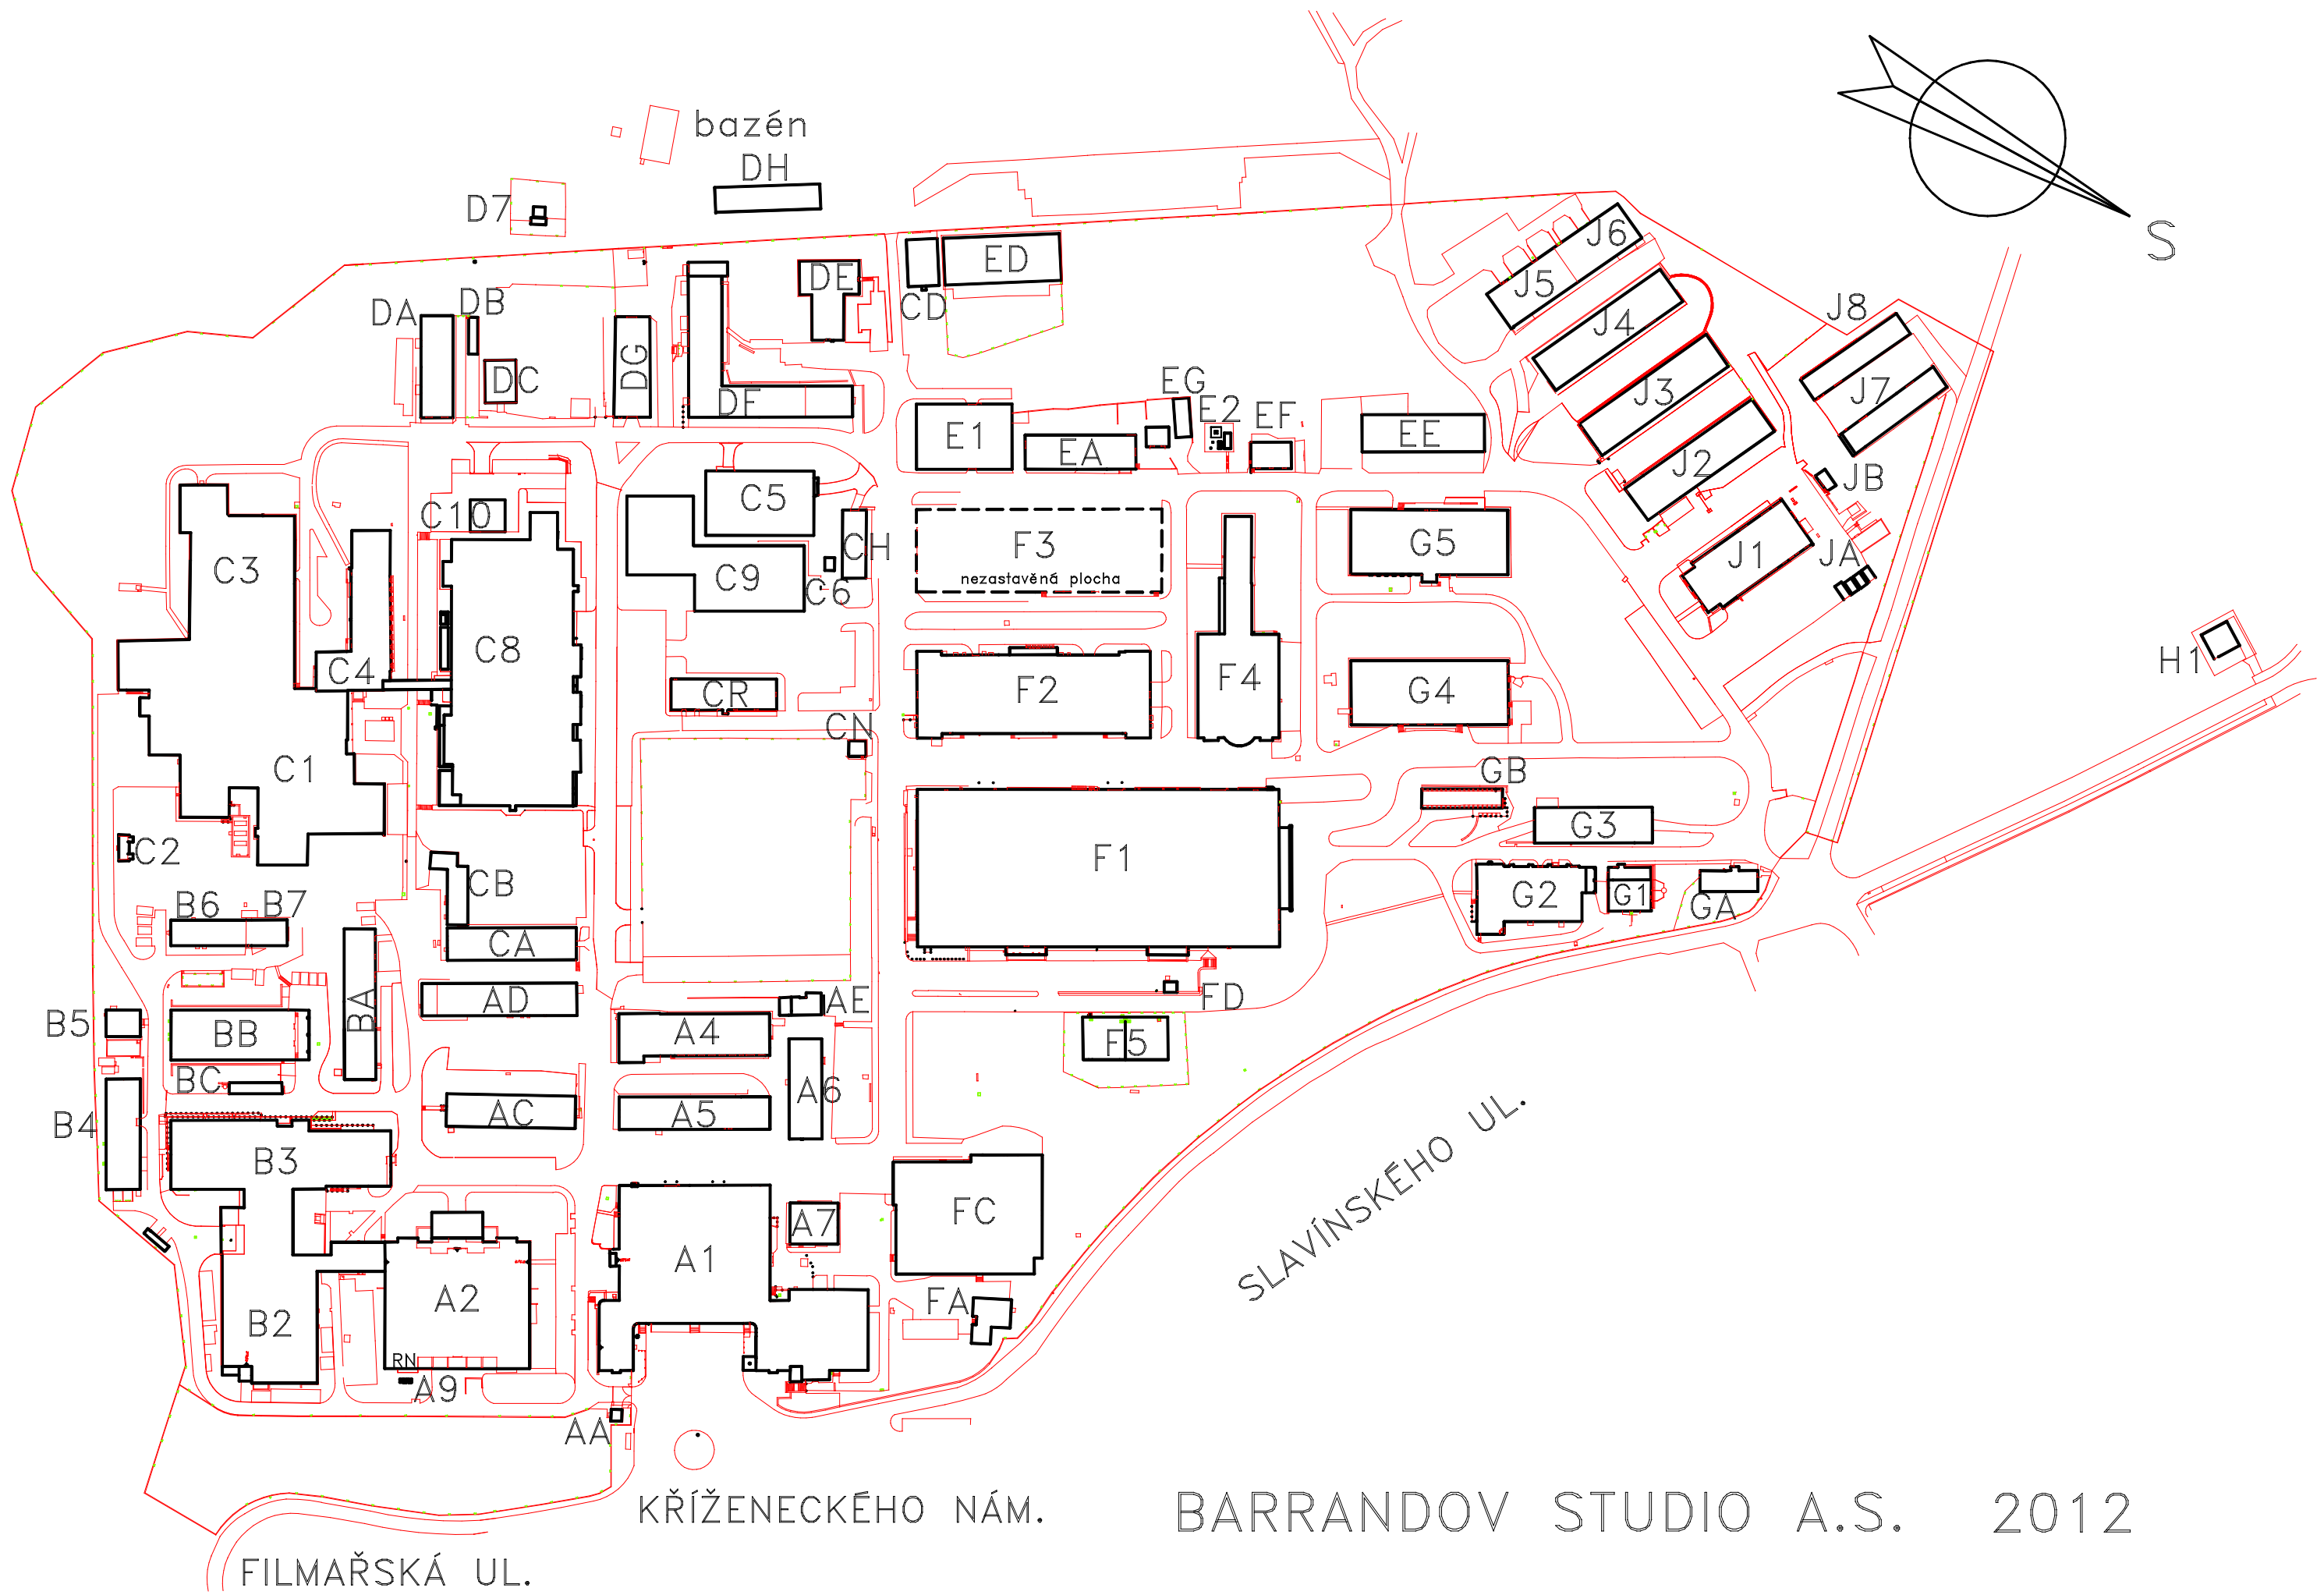 bazén
DH
D7
S
J6
DE
ED
J5
CD
DA
DB
J8
J4
DC
DG
DF
EG
E2
EF
J3
J7
E1
EA
EE
J2
JB
C5
C10
CH
F3
nezastavěná plocha
G5
J1
JA
C3
C9
C6
C8
C4
CR
F2
F4
G4
H1
CN
C1
GB
G3
F1
C2
CB
G2
G1
GA
B6
B7
CA
AD
AE
FD
BA
B5
BB
A4
F5
BC
A6
B4
AC
A5
SLAVÍNSKÉHO UL.
B3
A7
FC
A1
A2
FA
B2
RN
A9
AA
KŘÍŽENECKÉHO NÁM.
BARRANDOV STUDIO A.S. 2012
FILMAŘSKÁ UL.